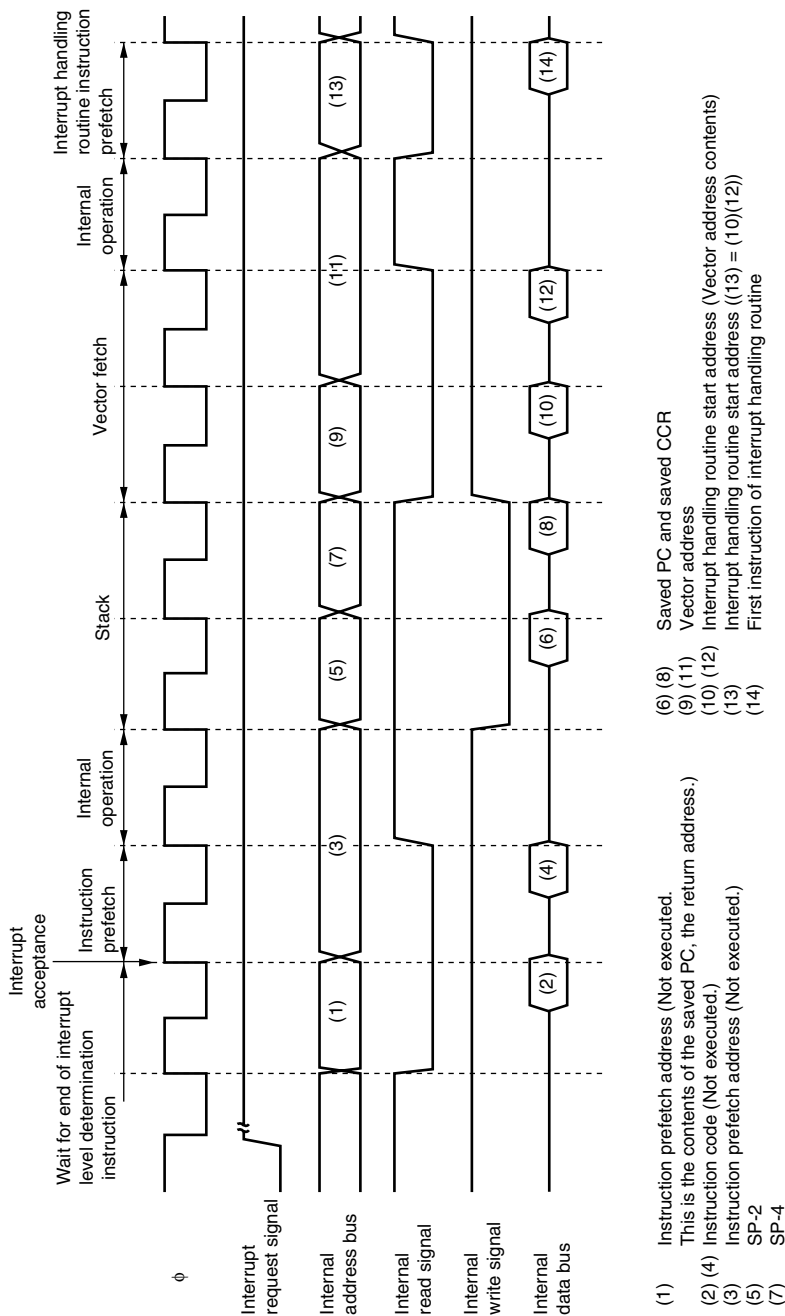 Interrupt
acceptance
Wait for end of interrupt
level determination
instruction
Instruction
prefetch
Internal
operation
Stack
Vector fetch
Internal
operation
Interrupt handling
routine instruction
prefetch
φ
Interrupt
request signal
Internal
address bus
(1)
(3)
(5)
(7)
(9)
(11)
(13)
Internal
read signal
Internal
write signal
Internal
data bus
(2)
(4)
(6)
(8)
(10)
(12)
(14)
(1) Instruction prefetch address (Not executed.
This is the contents of the saved PC, the return address.)
(2) (4) Instruction code (Not executed.)
(3) Instruction prefetch address (Not executed.)
(5) SP-2
(7) SP-4
(6) (8) Saved PC and saved CCR
(9) (11) Vector address
(10) (12) Interrupt handling routine start address (Vector address contents)
(13) Interrupt handling routine start address ((13) = (10)(12))
(14) First instruction of interrupt handling routine